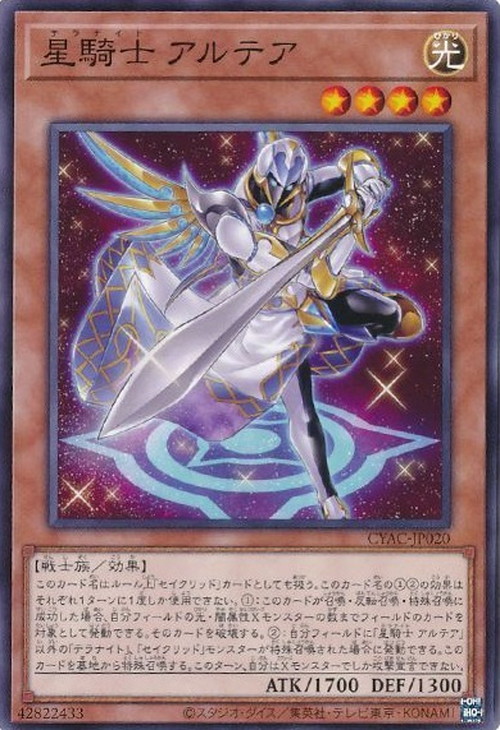 テラナイト
星騎士 アルテア
ひかり
光
CYAC-JP020
【戦士族/効果】
このカード名はルール上「セイクリッド」カードとしても扱う。このカード名の①②の効果は
それぞれ1ターンに1度しか使用できない。①:このカードが召喚・反転召喚・特殊召喚に
成功した場合、自分フィールドの光・闇属性Xモンスターの数までフィールドのカードを
対象として発動できる。そのカードを破壊する。②:自分フィールドに「星騎士 アルテア」
以外の「テラナイト」、「セイクリッド」モンスターが特殊召喚された場合に発動できる。この
カードを墓地から特殊召喚する。このターン、自分はXモンスターでしか攻撃宣言できない。
ATK/1700 DEF/1300
42822433 ©スタジオ・ダイス/集英社・テレビ東京・KONAMI